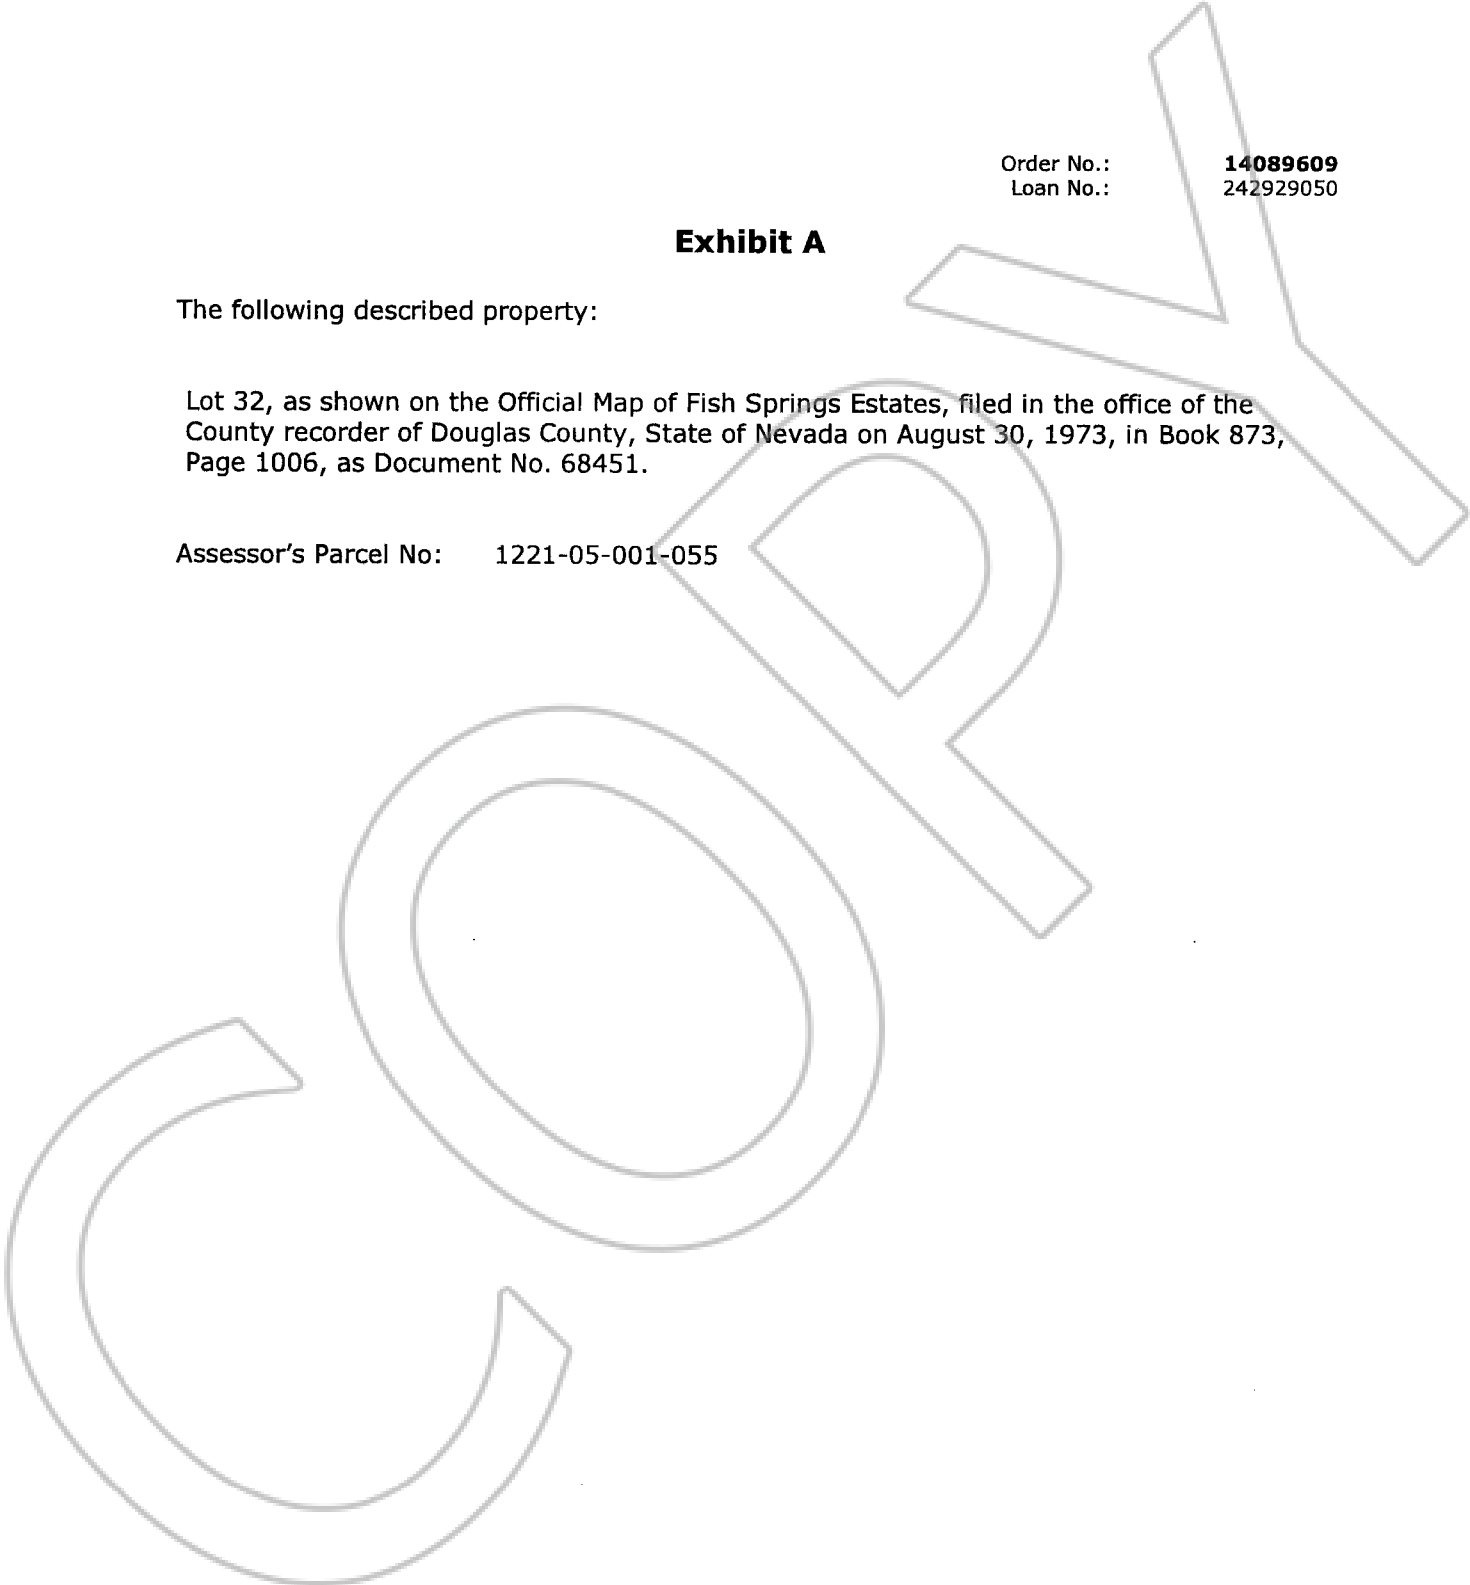 Order No.: 14089609
Loan No.: 242929050
Exhibit A
The following described property:
Lot 32, as shown on the Official Map of Fish Springs Estates, filed in the office of the
County recorder of Douglas County, State of Nevada on August 30, 1973, in Book 873,
Page 1006, as Document No. 68451.
Assessor's Parcel No: 1221-05-001-055
COPY